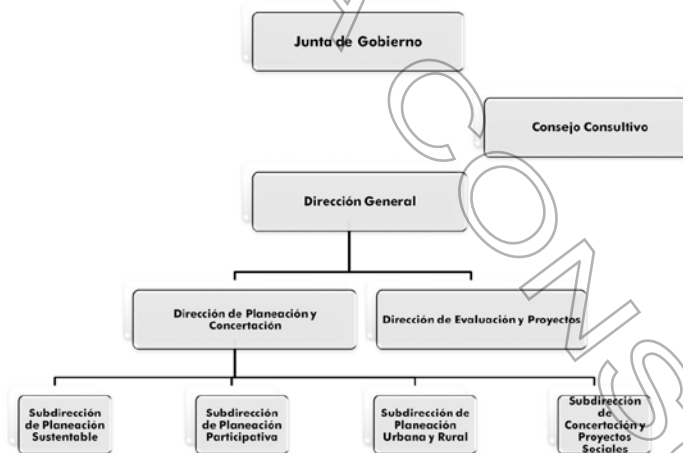 Junta de Gobierno
Consejo Consultivo
Dirección General
Dirección de Planeación y
Concertación
Dirección de Evaluación y Proyectos
Subdirección
de Planeación
Sustentable
Subdirección
de Planeación
Participativa
Subdirección de
Planeación
Urbana y Rural
Subdirección
de
Concertación y
Proyectos
Sociales
A CONS